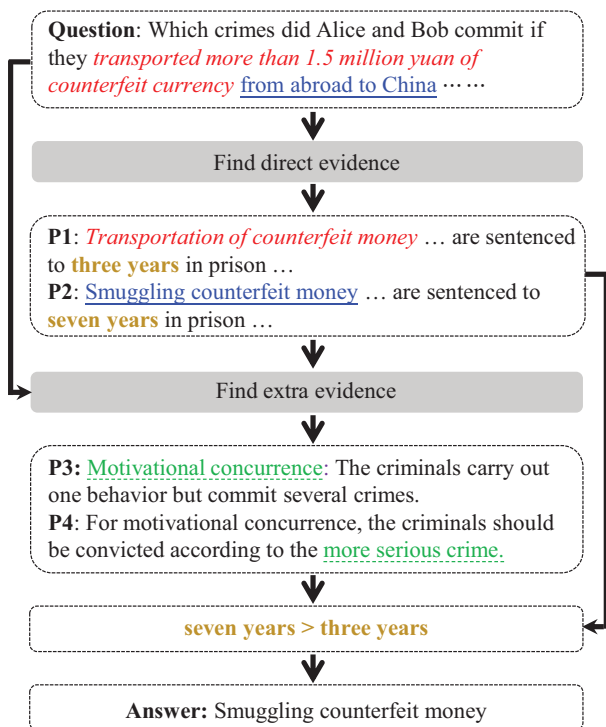 Question: Which crimes did Alice and Bob commit if
they transported more than 1.5 million yuan of
counterfeit currency from abroad to China ⋯ ⋯
Find direct evidence
P1: Transportation of counterfeit money … are sentenced
to three years in prison …
P2: Smuggling counterfeit money … are sentenced to
seven years in prison …
Find extra evidence
P3: Motivational concurrence: The criminals carry out
one behavior but commit several crimes.
P4: For motivational concurrence, the criminals should
be convicted according to the more serious crime.
seven years > three years
Answer: Smuggling counterfeit money